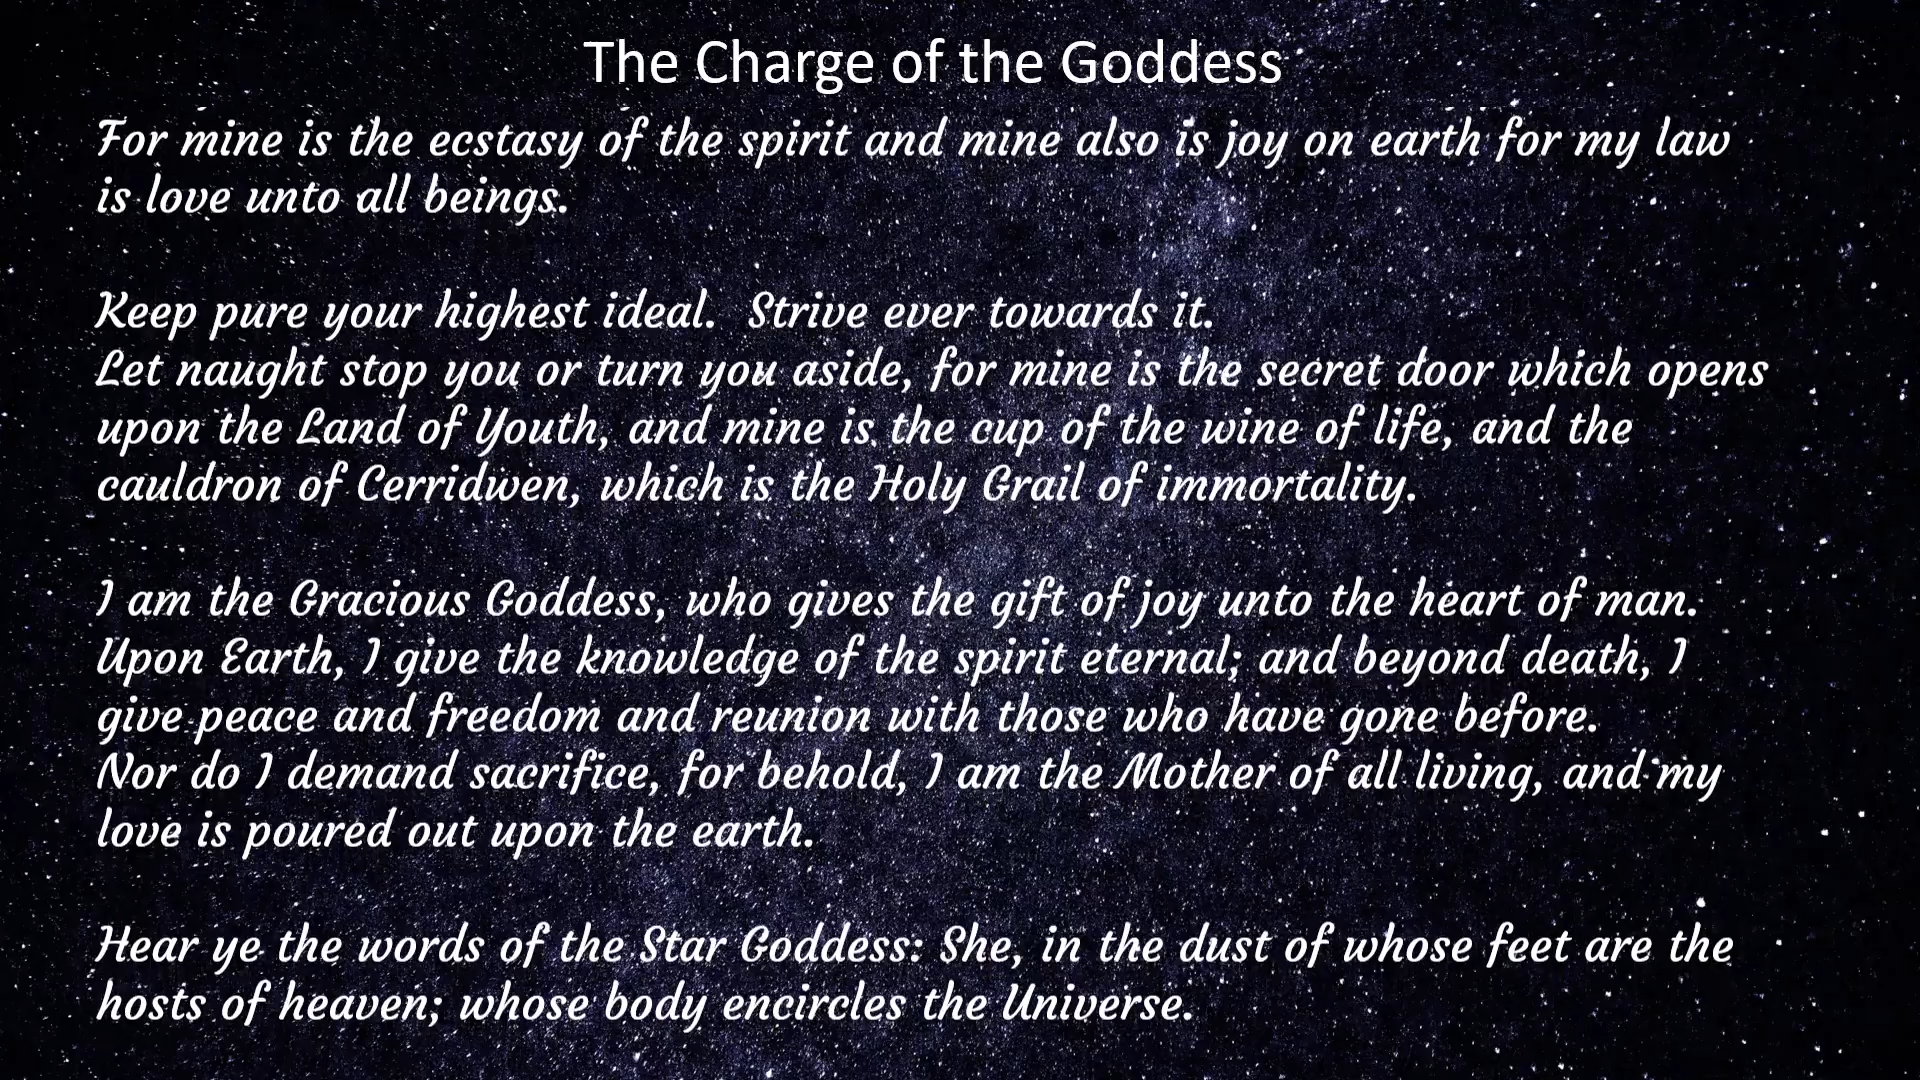 The Charge of the Goddess
For mine is the ecstasy of the spirit and mine also is joy on earth for my law
is love unto all beings.
Keep pure your highest ideal.  Strive ever towards it.
Let naught stop you or turn you aside, for mine is the secret door which opens
upon the Land of Youth, and mine is the cup of the wine of life, and the
cauldron of Cerridwen, which is the Holy Grail of immortality.
I am the Gracious Goddess, who gives the gift of joy unto the heart of man.
Upon Earth, I give the knowledge of the spirit eternal; and beyond death, I
give peace and freedom and reunion with those who have gone before.
Nor do I demand sacrifice, for behold, I am the Mother of all living, and my
love is poured out upon the earth.
Hear ye the words of the Star Goddess: She, in the dust of whose feet are the
hosts of heaven; whose body encircles the Universe.